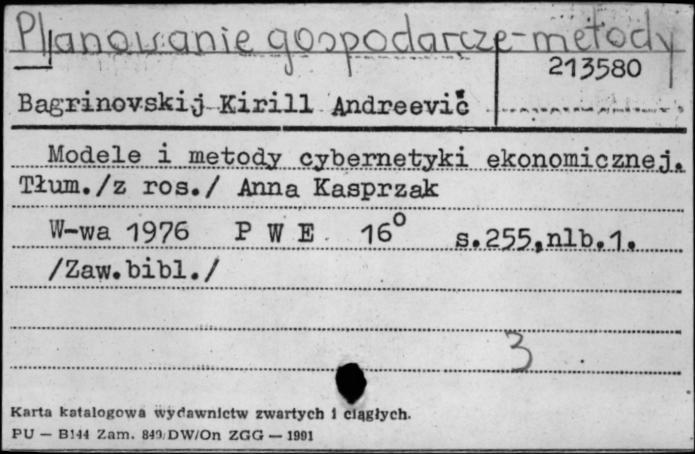 Planowanie gospodarcze - metody
213580
Bagrinovskij Kirill Andreevič
Modele i metody cybernetyki ekonomicznej.
Tłum./z ros./ Anna Kasprzak
W-wa 1976 P W E 16° s.255,nlb.1.
/Zaw.bibl./
3
Karta katalogowa wydawnictw zwartych i ciągłych.
PU — B144 Zam. 849/DW/On ZGG — 1991